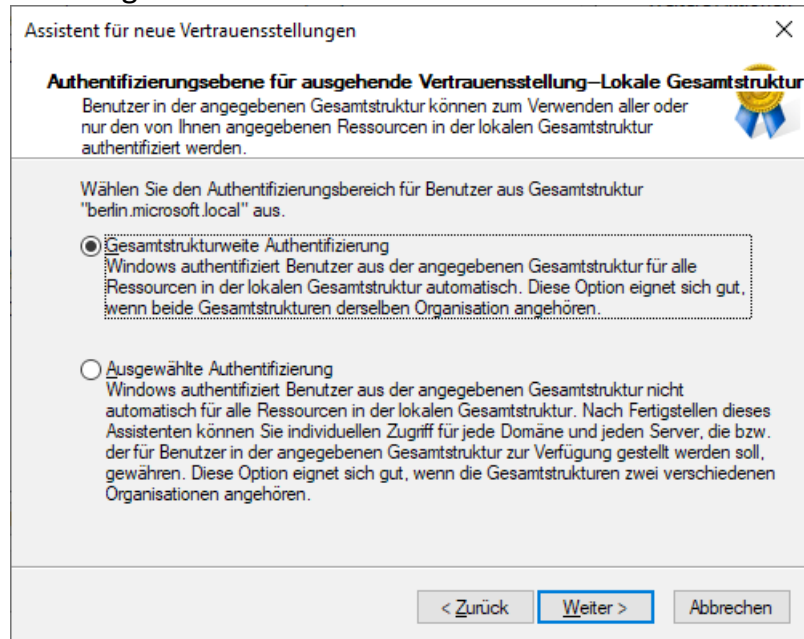 Assistent für neue Vertrauensstellungen
Authentifizierungsebene für ausgehende Vertrauensstellung–Lokale Gesamtstruktur
Benutzer in der angegebenen Gesamtstruktur können zum Verwenden aller oder
nur den von Ihnen angegebenen Ressourcen in der lokalen Gesamtstruktur
authentifiziert werden.
Wählen Sie den Authentifizierungsbereich für Benutzer aus Gesamtstruktur
"berlin.microsoft.local" aus.
Gesamtstrukturweite Authentifizierung
Windows authentifiziert Benutzer aus der angegebenen Gesamtstruktur für alle
Ressourcen in der lokalen Gesamtstruktur automatisch. Diese Option eignet sich gut,
wenn beide Gesamtstrukturen derselben Organisation angehören.
Ausgewählte Authentifizierung
Windows authentifiziert Benutzer aus der angegebenen Gesamtstruktur nicht
automatisch für alle Ressourcen in der lokalen Gesamtstruktur. Nach Fertigstellen dieses
Assistenten können Sie individuellen Zugriff für jede Domäne und jeden Server, die bzw.
der für Benutzer in der angegebenen Gesamtstruktur zur Verfügung gestellt werden soll,
gewähren. Diese Option eignet sich gut, wenn die Gesamtstrukturen zwei verschiedenen
Organisationen angehören.
< Zurück Weiter > Abbrechen